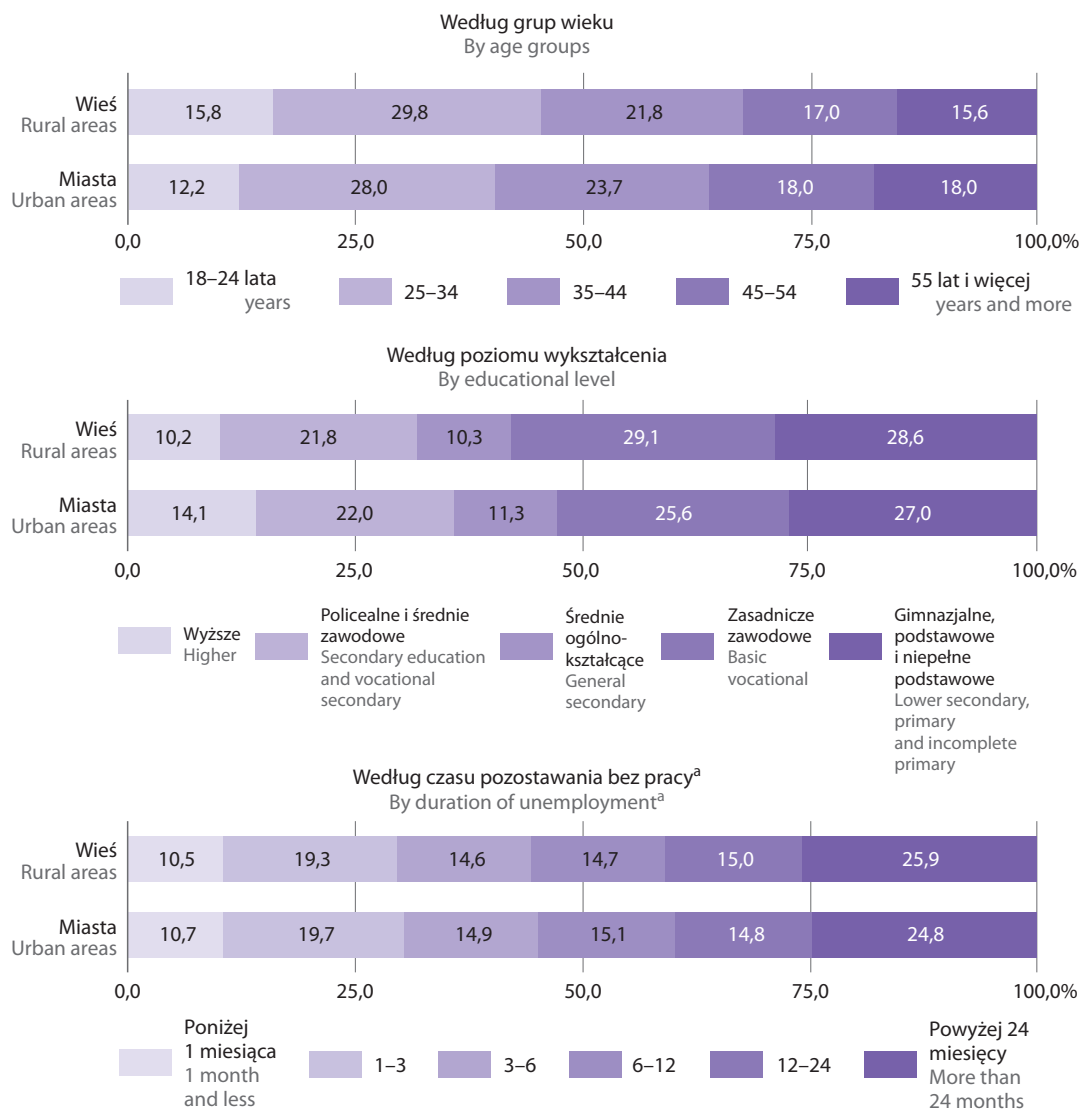 Według grup wieku
By age groups
Wieś
Rural areas
15,8 29,8 21,8 17,0 15,6
Miasta
Urban areas
12,2 28,0 23,7 18,0 18,0
0,0 25,0 50,0 75,0 100,0%
18–24 lata
years
25–34
35–44
45–54
55 lat i więcej
years and more
Według poziomu wykształcenia
By educational level
Wieś
Rural areas
10,2 21,8 10,3 29,1 28,6
Miasta
Urban areas
14,1 22,0 11,3 25,6 27,0
0,0 25,0 50,0 75,0 100,0%
Wyższe
Higher
Policealne i średnie
zawodowe
Secondary education
and vocational
secondary
Średnie
ogólno-
kształcące
General
secondary
Zasadnicze
zawodowe
Basic
vocational
Gimnazjalne,
podstawowe
i niepełne
podstawowe
Lower secondary,
primary
and incomplete
primary
Według czasu pozostawania bez pracyᵃ
By duration of unemploymentᵃ
Wieś
Rural areas
10,5 19,3 14,6 14,7 15,0 25,9
Miasta
Urban areas
10,7 19,7 14,9 15,1 14,8 24,8
0,0 25,0 50,0 75,0 100,0%
Poniżej
1 miesiąca
1 month
and less
1–3
3–6
6–12
12–24
Powyżej 24
miesięcy
More than
24 months